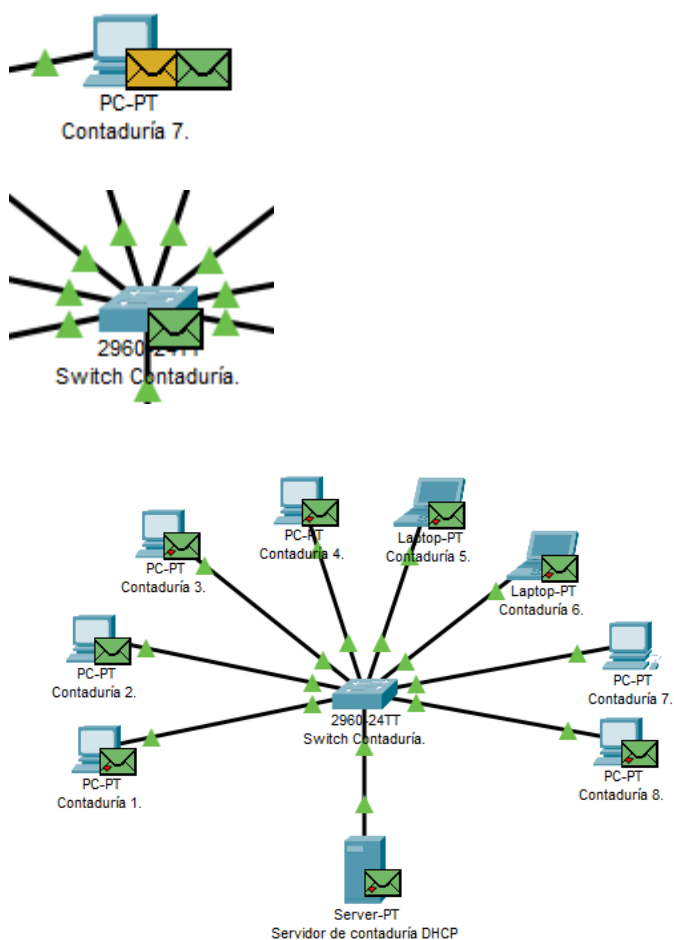 PC-PT
Contaduría 7.
2960-24TT
Switch Contaduría.
PC-PT
Contaduría 4.
Laptop-PT
Contaduría 5.
PC-PT
Contaduría 3.
Laptop-PT
Contaduría 6.
PC-PT
Contaduría 2.
PC-PT
Contaduría 7.
2960-24TT
Switch Contaduría.
PC-PT
Contaduría 1.
PC-PT
Contaduría 8.
Server-PT
Servidor de contaduría DHCP